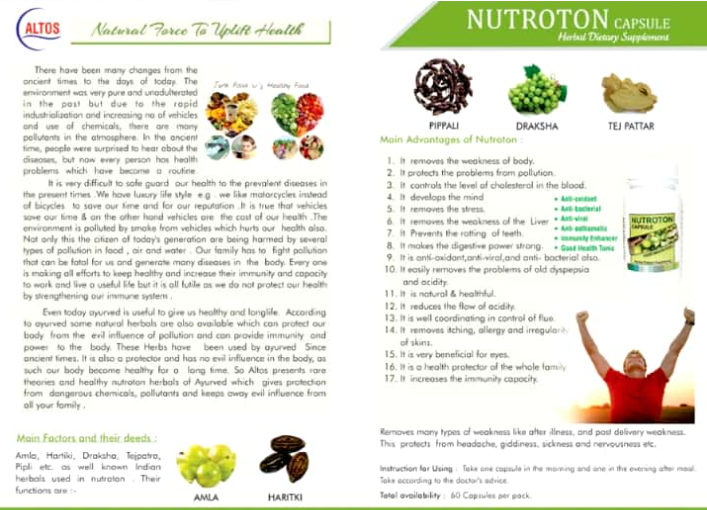 ALTOS
Natural Force To Uplift Health
There have been many changes from the
ancient times to the days of today. The
environment was very pure and unadulterated
in the past but due to the rapid
industrialization and increasing no of vehicles
and use of chemicals, there are many
pollutents in the atmosphere. In the ancient
time, people were surprised to hear about the
diseases, but now every person has health
problems which have become a routine.
Junk Food v/s Healthy Food
It is very difficult to safe guard our health to the prevalent diseases in
the present times .We have luxury life style e.g . we like motorcycles instead
of bicycles to save our time and for our reputation .It is true that vehicles
save our time & on the other hand vehicles are the cost of our health .The
environment is polluted by smoke from vehicles which hurts our health also.
Not only this the citizen of today's generation are being harmed by several
types of pollution in food , air and water . Our family has to fight pollution
that can be fatal for us and generate many diseases in the body. Every one
is making all efforts to keep healthy and increase their immunity and capacity
to work and live a useful life but it is all futile as we do not protect our health
by strengthening our immune system .
Even today ayurved is useful to give us healthy and longlife. According
to ayurved some natural herbals are also available which can protect our
body from the evil influence of pollution and can provide immunity and
power to the body. These Herbs have been used by ayurved Since
ancient times. It is also a protector and has no evil influence in the body, as
such our body become healthy for a long time. So Altos presents rare
theories and healthy nutroton herbals of Ayurved which gives protection
from dangerous chemicals, pollutants and keeps away evil influence from
all your family .
Main Factors and their deeds :
Amla, Hartiki, Draksha, Tejpatra,
Pipli etc. as well known Indian
herbals used in nutroton . Their
functions are :-
AMLA
HARITKI
NUTROTON CAPSULE
Herbal Dietary Supplement
PIPPALI
DRAKSHA
TEJ PATTAR
Main Advantages of Nutroton :
1. It removes the weakness of body.
2. It protects the problems from pollution.
3. It controls the level of cholesterol in the blood.
4. It develops the mind
5. It removes the stress.
6. It removes the weakness of the Liver
7. It Prevents the rotting of teeth.
8. It makes the digestive power strong.
9. It is anti-oxidant,anti-viral,and anti- bacterial also.
10. It easily removes the problems of old dyspepsia
and acidity.
11. It is natural & healthful.
12. It reduces the flow of acidity.
13. It is well coordinating in control of flue.
14. It removes itching, allergy and irregularity
of skins.
15. It is very beneficial for eyes.
16. It is a health protector of the whole family.
17. It increases the immunity capacity.
• Anti-oxidant
• Anti bacterial
• Anti-viral
• Anti-asthamatic
• Immunity Enhancer
• Good Health Tonic
NUTROTON
CAPSULE
Removes many types of weakness like after illness, and post delivery weakness.
This protects from headache, giddiness, sickness and nervousness etc.
Instruction for Using : Take one capsule in the morning and one in the evening after meal.
Take according to the doctor's advice.
Total availability : 60 Capsules per pack.